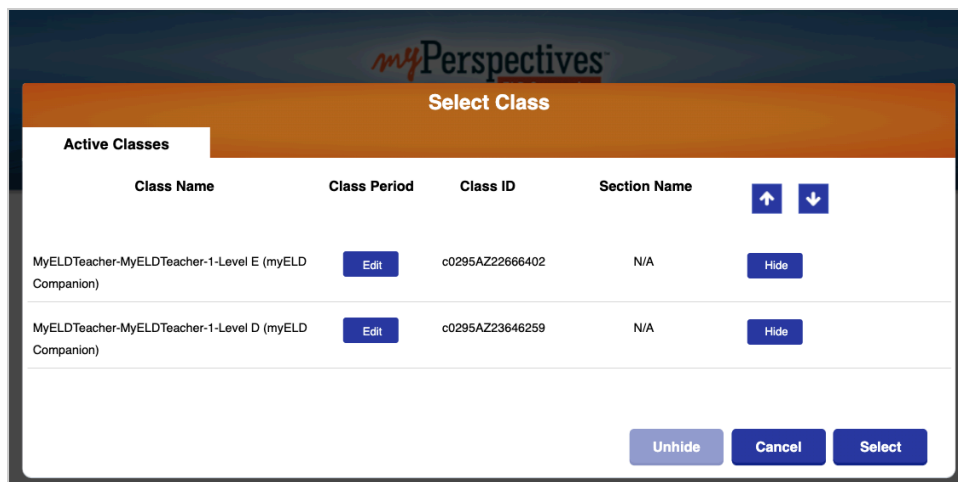 myPerspectives™
Select Class
Active Classes
Class Name Class Period Class ID Section Name
MyELDTeacher-MyELDTeacher-1-Level E (myELD Edit c0295AZ22666402 N/A Hide
Companion)
MyELDTeacher-MyELDTeacher-1-Level D (myELD Edit c0295AZ23646259 N/A Hide
Companion)
Unhide Cancel Select